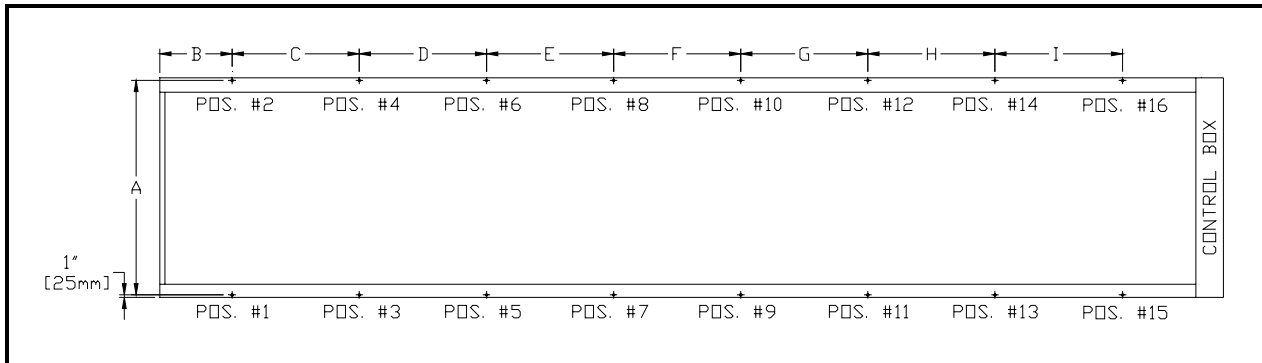 B C D E F G H I
POS. #2 POS. #4 POS. #6 POS. #8 POS. #10 POS. #12 POS. #14 POS. #16
A
CONTROL BOX
1"
[25mm]
POS. #1 POS. #3 POS. #5 POS. #7 POS. #9 POS. #11 POS. #13 POS. #15